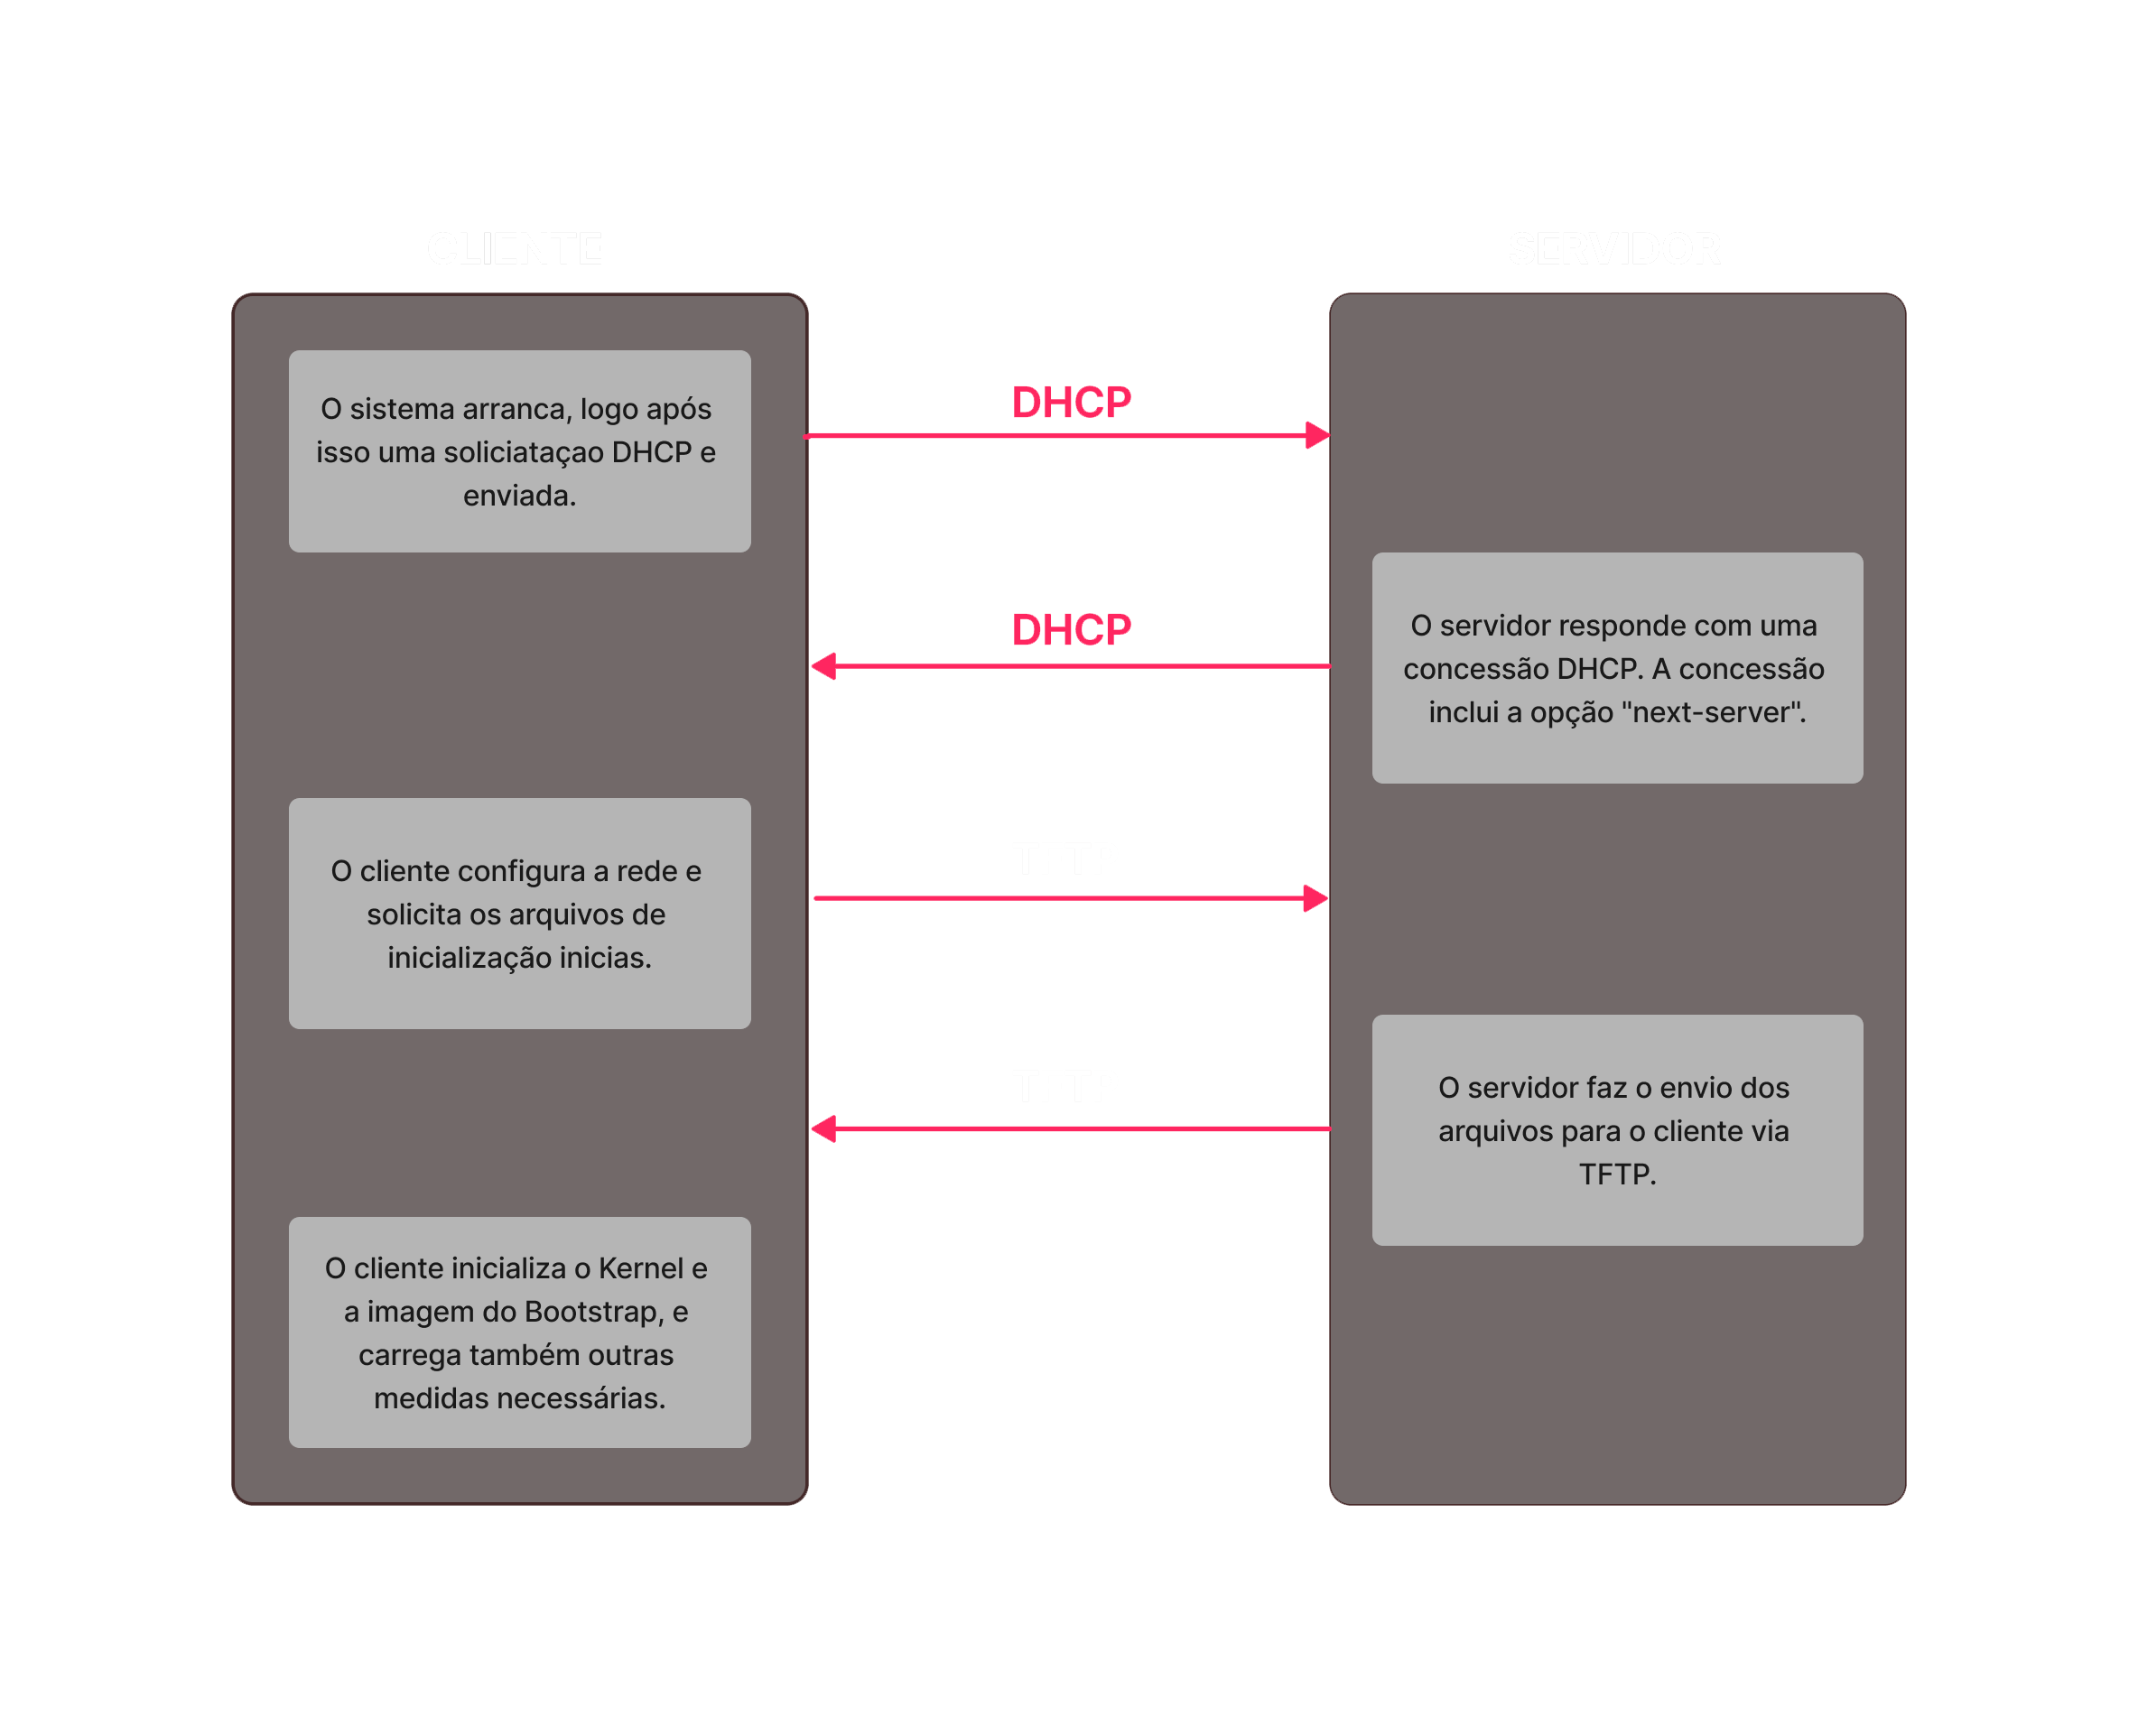 CLIENTE
SERVIDOR
O sistema arranca, logo após
isso uma soliciataçao DHCP e
enviada.
DHCP
DHCP
O servidor responde com uma
concessão DHCP. A concessão
inclui a opção "next-server".
O cliente configura a rede e
solicita os arquivos de
inicialização inicias.
O servidor faz o envio dos
arquivos para o cliente via
TFTP.
O cliente inicializa o Kernel e
a imagem do Bootstrap, e
carrega também outras
medidas necessárias.